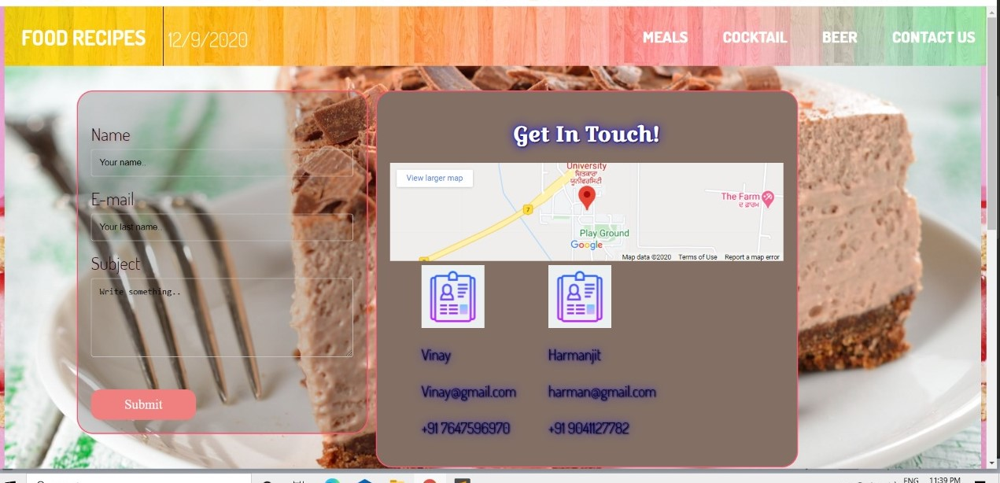 FOOD RECIPES 12/9/2020 MEALS COCKTAIL BEER CONTACT US
Name
Your name..
E-mail
Your last name..
Subject
Write something..
Submit
Get In Touch!
View larger map
University
ਚਿਤਕਾਰਾ
ਯੂਨੀਵਰਸਿਟੀ
7
The Farm
ਦ ਫਾਰਮ
Play Ground
Google
Map data ©2020 Terms of Use Report a map error
Vinay Harmanjit
Vinay@gmail.com harman@gmail.com
+91 7647596970 +91 9041127782
ENG 11:39 PM